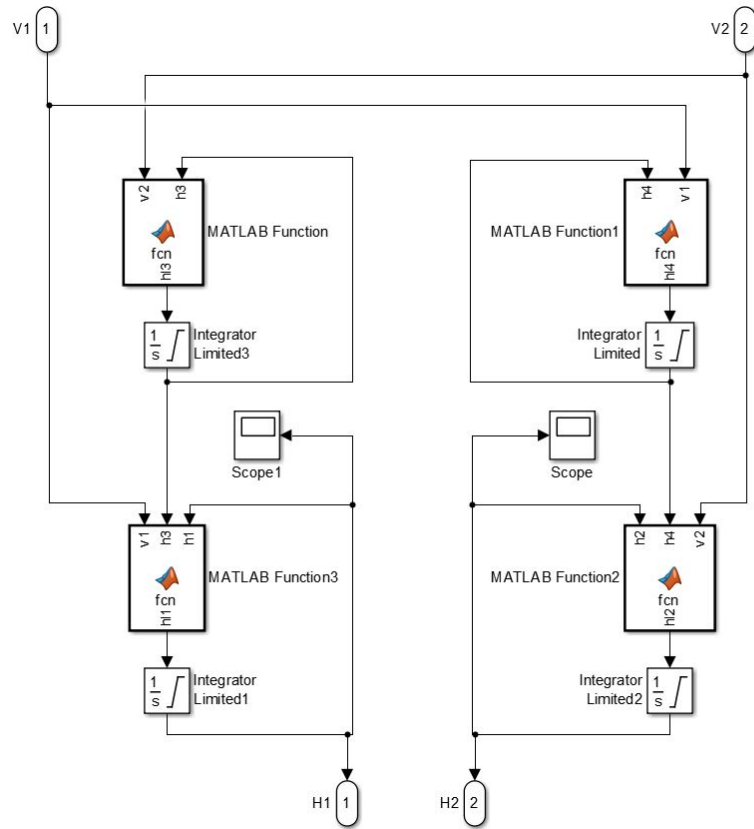 V1 1
V2 2
v2 h3
fcn
hl3
MATLAB Function
h4 v1
fcn
hl4
MATLAB Function1
1
s
Integrator
Limited3
Integrator
Limited
1
s
Scope1
Scope
v1 h3 h1
fcn
hl1
MATLAB Function3
h2 h4 v2
fcn
hl2
MATLAB Function2
1
s
Integrator
Limited1
Integrator
Limited2
1
s
H1 1
H2 2